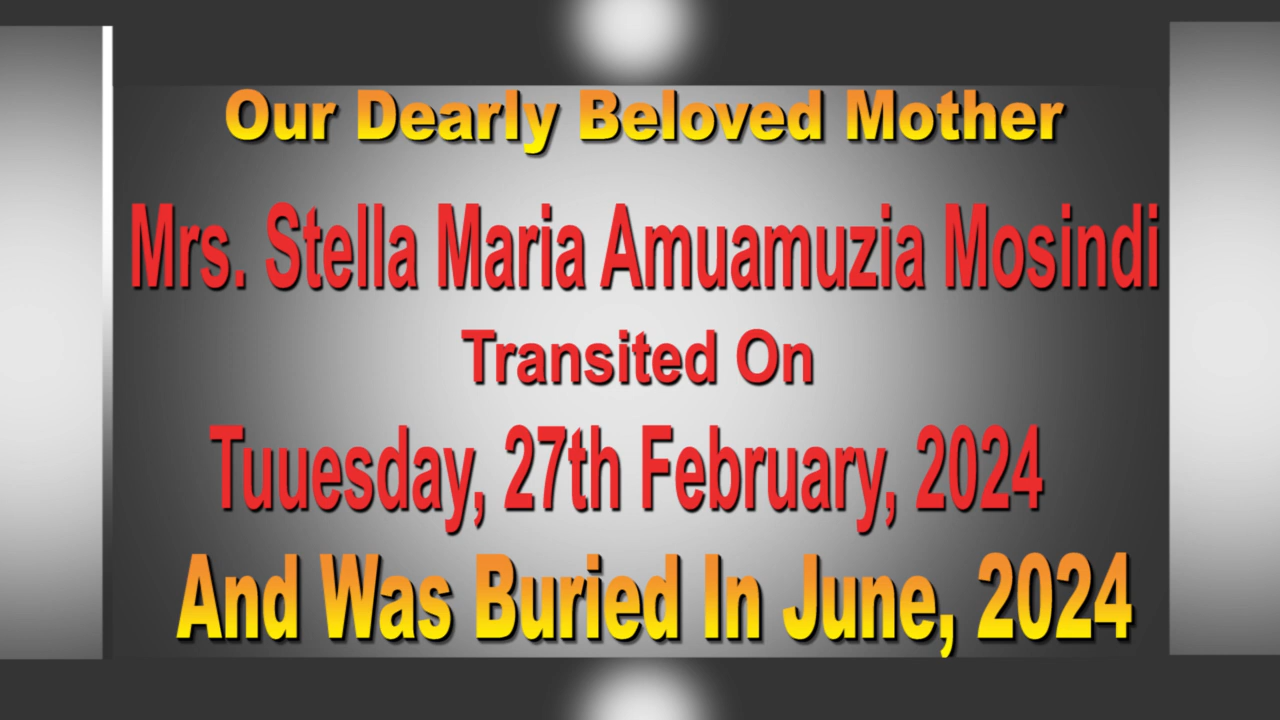 Our Dearly Beloved Mother
Mrs. Stella Maria Amuamuzia Mosindi
Transited On
Tuuesday, 27th February, 2024
And Was Buried In June, 2024